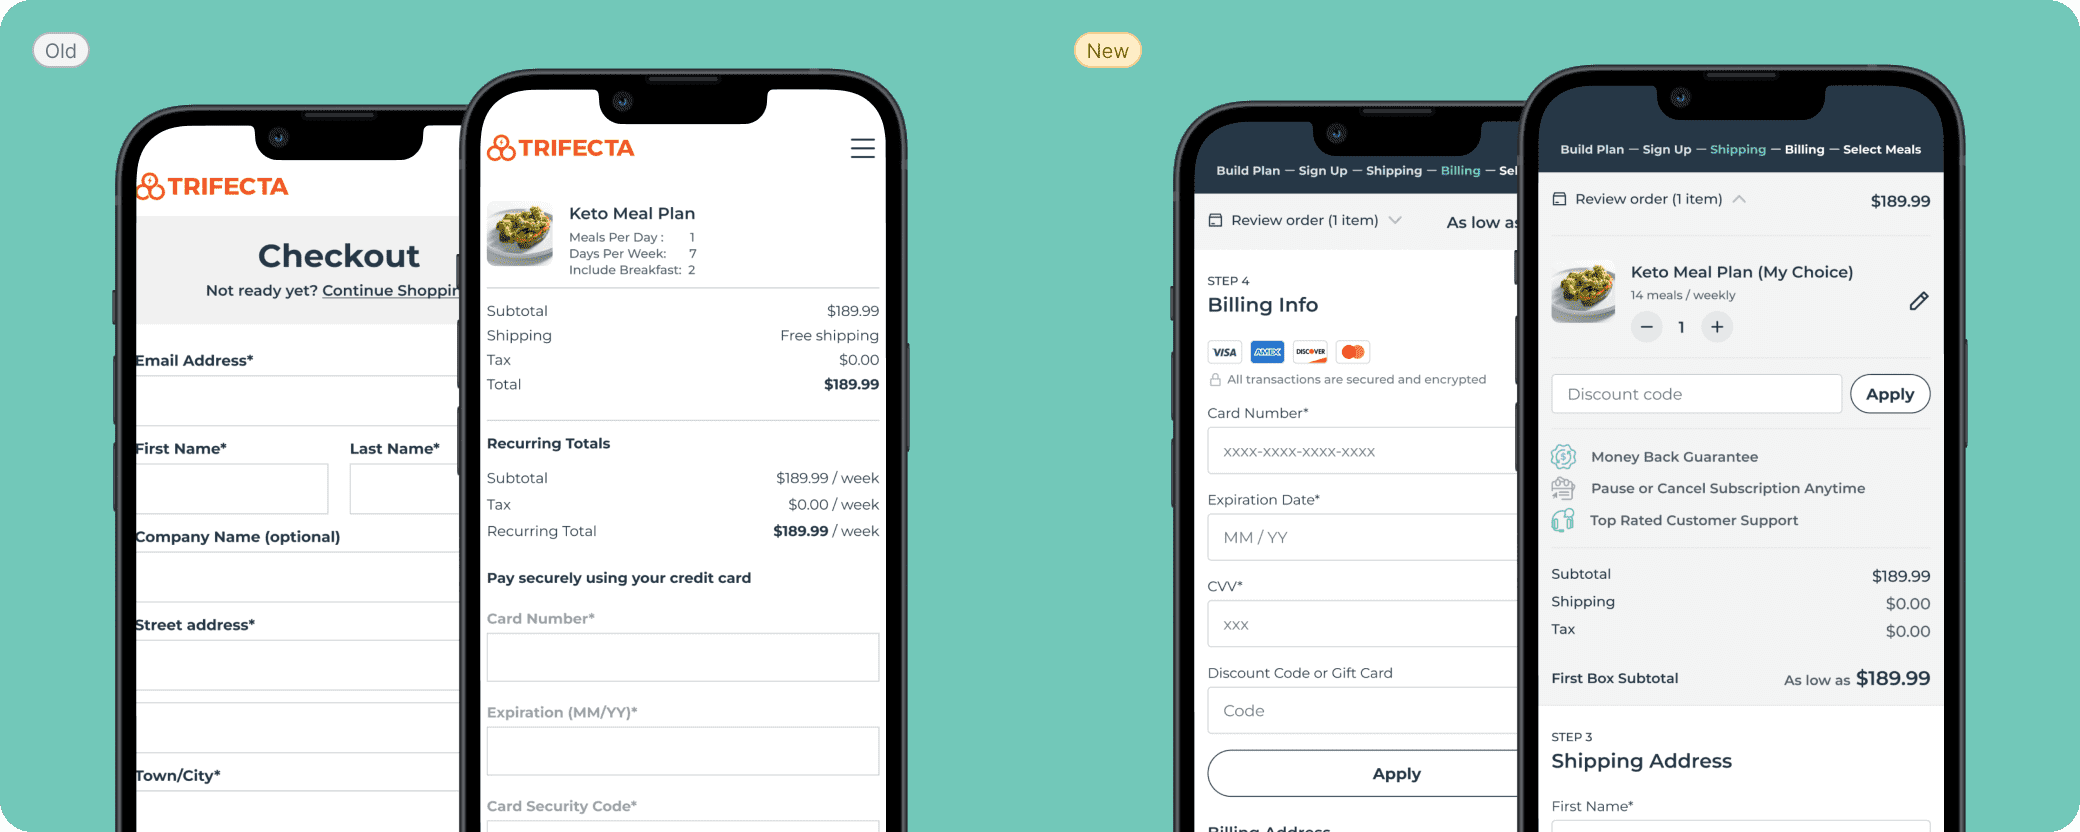 Old
TRIFECTA
Checkout
Not ready yet? Continue Shoppin
Email Address*
First Name* Last Name*
Company Name (optional)
Street address*
Town/City*
TRIFECTA
Keto Meal Plan
Meals Per Day : 1
Days Per Week: 7
Include Breakfast: 2
Subtotal $189.99
Shipping Free shipping
Tax $0.00
Total $189.99
Recurring Totals
Subtotal $189.99 / week
Tax $0.00 / week
Recurring Total $189.99 / week
Pay securely using your credit card
Card Number*
Expiration (MM/YY)*
Card Security Code*
New
Build Plan — Sign Up — Shipping — Billing — Sel
Review order (1 item) As low as
STEP 4
Billing Info
VISA AMEX DISCOVER
All transactions are secured and encrypted
Card Number*
xxxx-xxxx-xxxx-xxxx
Expiration Date*
MM / YY
CVV*
xxx
Discount Code or Gift Card
Code
Apply
Billing Address
Build Plan — Sign Up — Shipping — Billing — Select Meals
Review order (1 item) $189.99
Keto Meal Plan (My Choice)
14 meals / weekly
− 1 +
Discount code Apply
Money Back Guarantee
Pause or Cancel Subscription Anytime
Top Rated Customer Support
Subtotal $189.99
Shipping $0.00
Tax $0.00
First Box Subtotal As low as $189.99
STEP 3
Shipping Address
First Name*